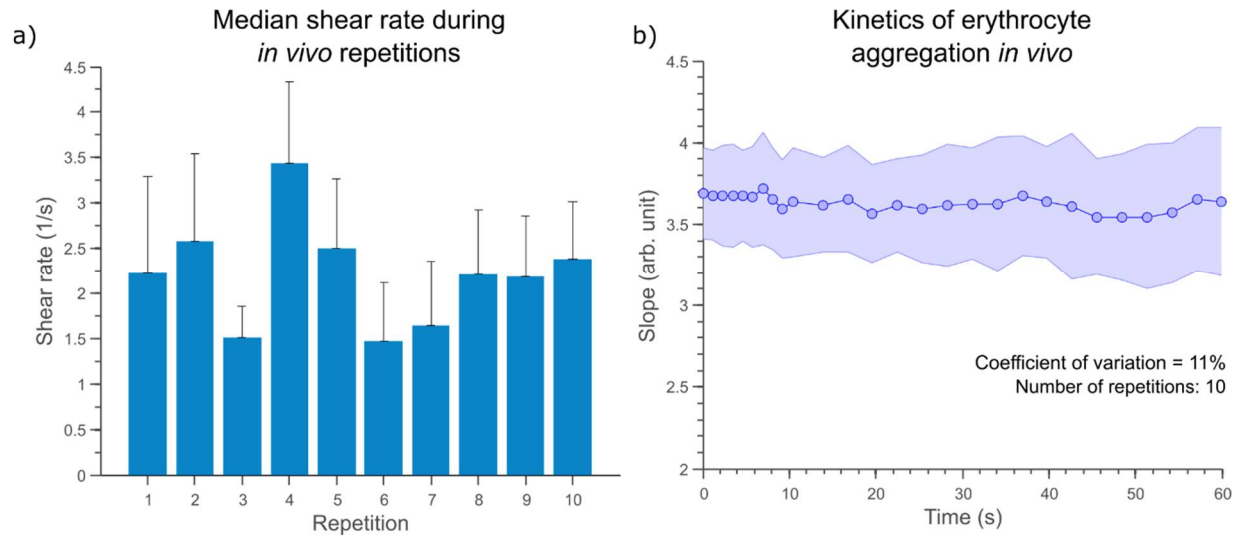 a)
Median shear rate during
in vivo repetitions
4.5
4
3.5
3
2.5
2
1.5
1
0.5
0
Shear rate (1/s)
1 2 3 4 5 6 7 8 9 10
Repetition
b)
Kinetics of erythrocyte
aggregation in vivo
4.5
4
3.5
3
2.5
2
Slope (arb. unit)
Coefficient of variation = 11%
Number of repetitions: 10
0 10 20 30 40 50 60
Time (s)